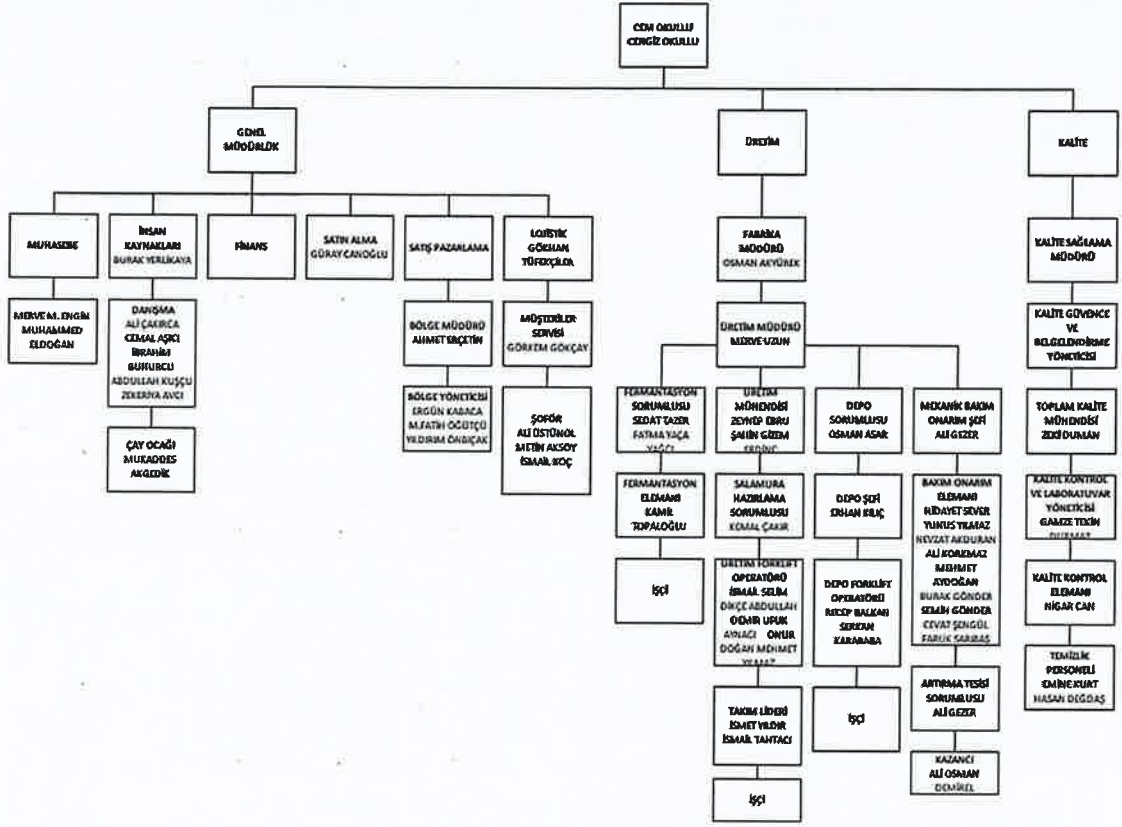 CEM OKULLU
CENGİZ OKULLU
GENEL
MÜDÜRLÜK
ÜRETİM
KALİTE
MUHASEBE
İNSAN
KAYNAKLARI
BURAK YERLİKAYA
FİNANS
SATIN ALMA
GÜRAY CANOĞLU
SATIŞ PAZARLAMA
LOJİSTİK
GÖKHAN
TÜFEKÇİLER
FABRİKA
MÜDÜRÜ
OSMAN AKYÜREK
KALİTE SAĞLAMA
MÜDÜRÜ
MERVE M. ENGİN
MUHAMMED
ELDOĞAN
DANIŞMA
ALİ ÇAKIRCA
CEMAL AŞICI
İBRAHİM
BUHURCU
ABDULLAH KUŞÇU
ZEKERİYA AVCI
ÇAY OCAĞI
MUKADDES
AKGEDİK
BÖLGE MÜDÜRÜ
AHMET ERÇETİN
BÖLGE YÖNETİCİSİ
ERGÜN KABACA
M.FATİH ÖĞÜTÇÜ
YILDIRIM ÖNBIÇAK
MÜŞTERİLER
SERVİSİ
GÖRKEM GÖKÇAY
ŞOFÖR
ALİ ÜSTÜNOL
METİN AKSOY
İSMAİL KOÇ
ÜRETİM MÜDÜRÜ
MERVE UZUN
KALİTE GÜVENCE
VE
BELGELENDİRME
YÖNETİCİSİ
FERMANTASYON
SORUMLUSU
SEDAT TAZER
FATMA YAÇA
YAĞCI
FERMANTASYON
ELEMANI
KAMİL
TOPALOĞLU
İŞÇİ
ÜRETİM
MÜHENDİSİ
ZEYNEP EBRU
ŞAHİN GİZEM
ERDİNÇ
SALAMURA
HAZIRLAMA
SORUMLUSU
KEMAL ÇAKIR
ÜRETİM FORKLİFT
OPERATÖRÜ
İSMAİL SELİM
DİKÇE ABDULLAH
DEMİR UFUK
AYNACI ONUR
DOĞAN MEHMET
YILMAZ
TAKIM LİDERİ
İSMET YILDIR
İSMAİL TAHTACI
İŞÇİ
DEPO
SORUMLUSU
OSMAN ASAR
DEPO ŞEFİ
ERHAN KILIÇ
DEPO FORKLİFT
OPERATÖRÜ
RECEP BALKAN
SERKAN
KARABABA
İŞÇİ
MEKANİK BAKIM
ONARIM ŞEFİ
ALİ GEZER
BAKIM ONARIM
ELEMANI
HİDAYET SEVER
YUNUS YILMAZ
NEVZAT AKDURAN
ALİ KORKMAZ
MEHMET
AYDOĞAN
BURAK GÖNDER
SEMİH GÖNDER
CEVAT ŞENGÜL
FARUK SARIBAŞ
ARTIRMA TESİSİ
SORUMLUSU
ALİ GEZER
KAZANCI
ALİ OSMAN
DEMİREL
TOPLAM KALİTE
MÜHENDİSİ
ZEKİ DUMAN
KALİTE KONTROL
VE LABORATUVAR
YÖNETİCİSİ
GAMZE TEKİN
DURMAZ
KALİTE KONTROL
ELEMANI
NİGAR CAN
TEMİZLİK
PERSONELİ
EMİNE KURT
HASAN DEĞDAŞ